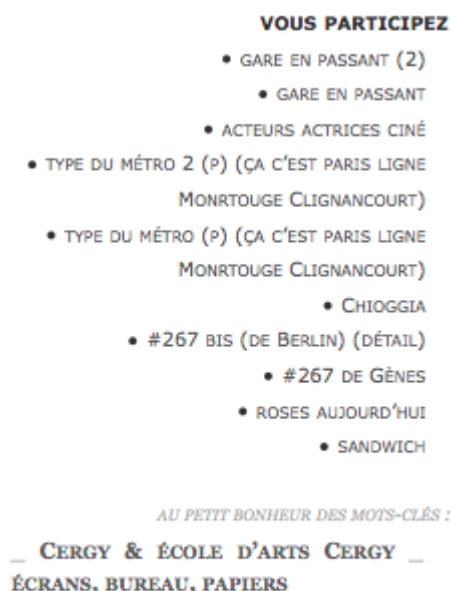 VOUS PARTICIPEZ
• GARE EN PASSANT (2)
• GARE EN PASSANT
• ACTEURS ACTRICES CINÉ
• TYPE DU MÉTRO 2 (P) (ÇA C'EST PARIS LIGNE
MONRTOUGE CLIGNANCOURT)
• TYPE DU MÉTRO (P) (ÇA C'EST PARIS LIGNE
MONRTOUGE CLIGNANCOURT)
• CHIOGGIA
• #267 BIS (DE BERLIN) (DÉTAIL)
• #267 DE GÈNES
• ROSES AUJOURD'HUI
• SANDWICH
AU PETIT BONHEUR DES MOTS-CLÉS :
_ CERGY & ÉCOLE D'ARTS CERGY _
ÉCRANS, BUREAU, PAPIERS